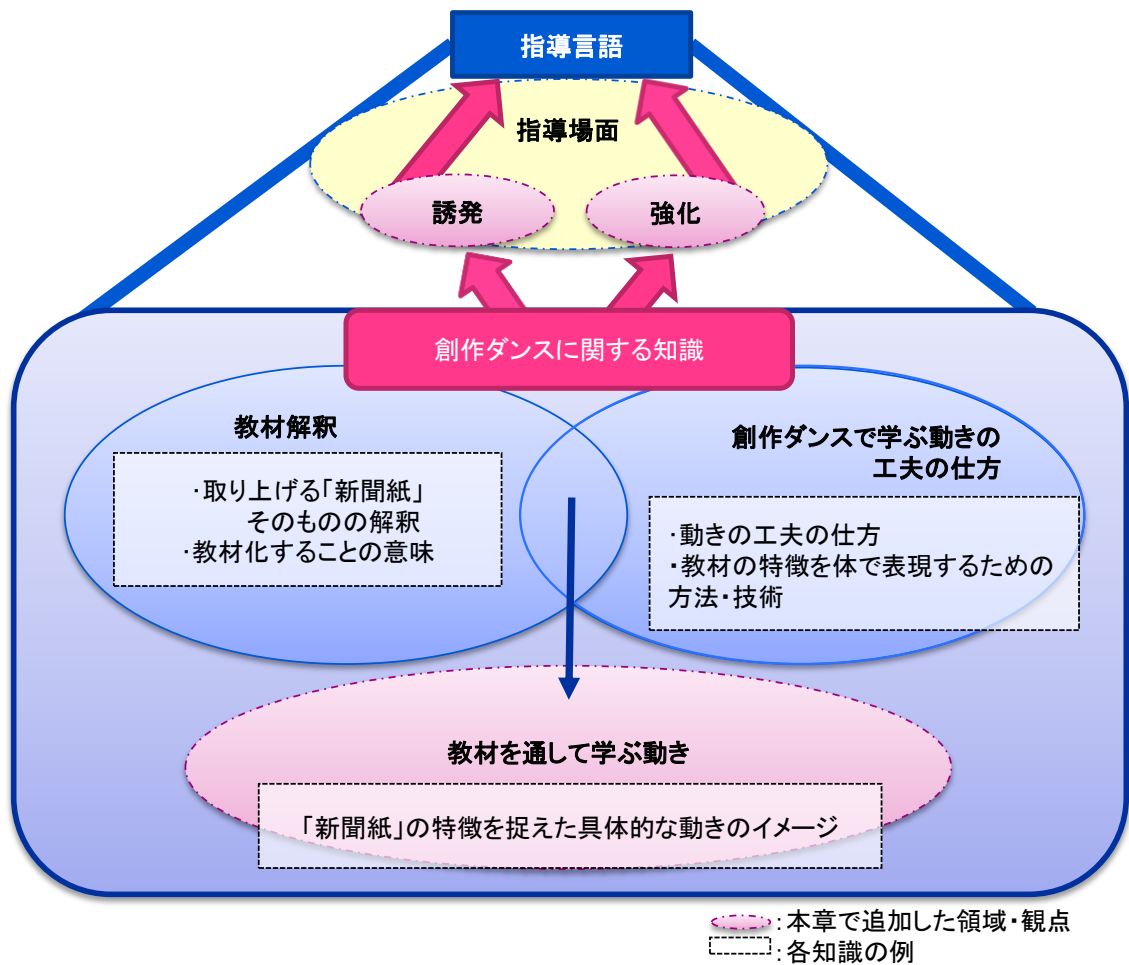 指導言語
指導場面
誘発
強化
創作ダンスに関する知識
教材解釈
・取り上げる「新聞紙」
そのものの解釈
・教材化することの意味
創作ダンスで学ぶ動きの
工夫の仕方
・動きの工夫の仕方
・教材の特徴を体で表現するための
方法・技術
教材を通して学ぶ動き
「新聞紙」の特徴を捉えた具体的な動きのイメージ
:本章で追加した領域・観点
:各知識の例